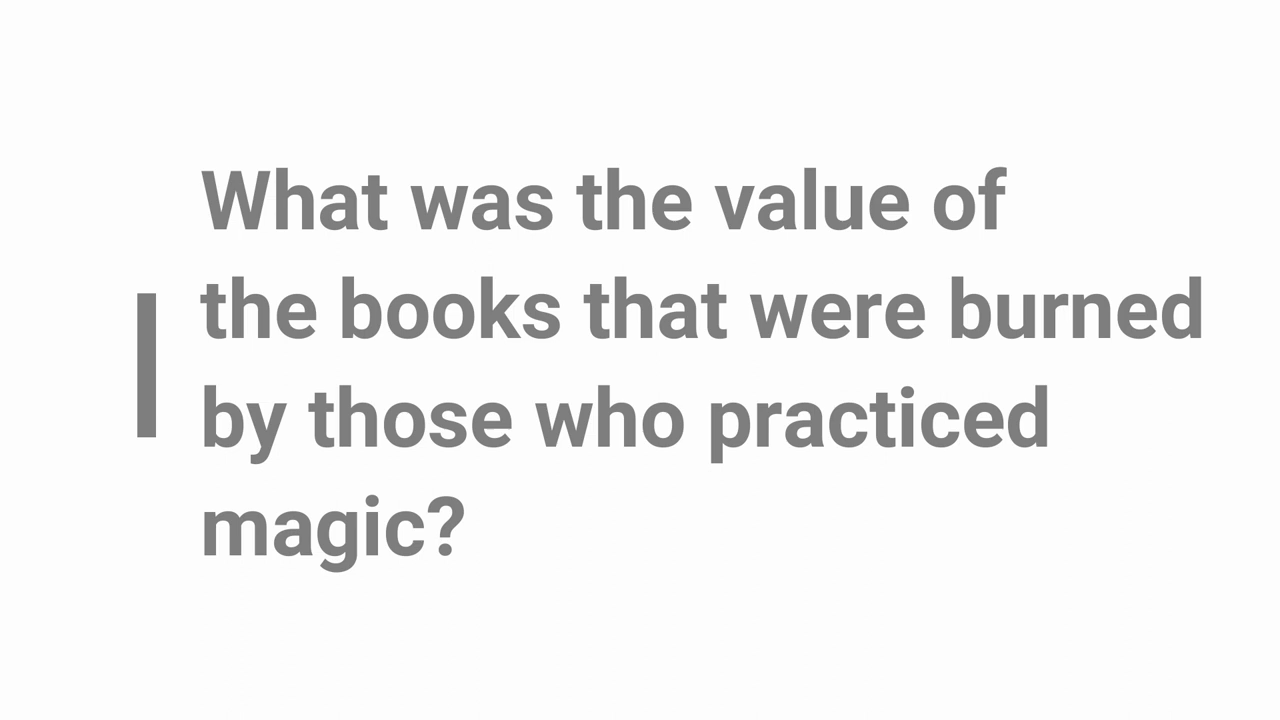 What was the value of
the books that were burned
by those who practiced
magic?